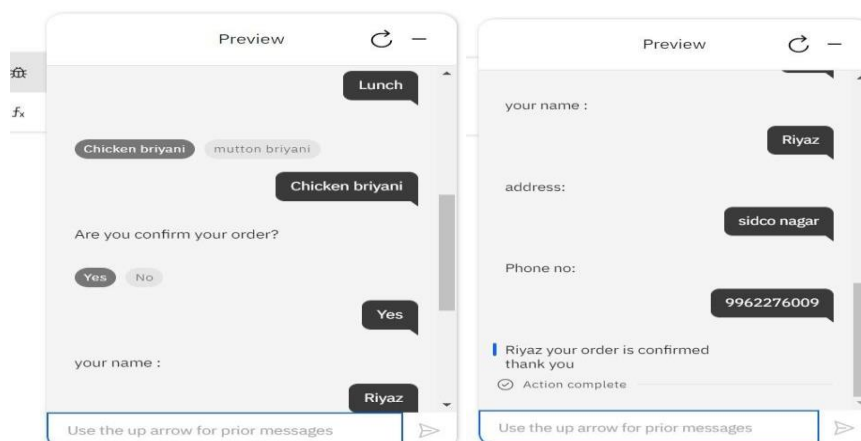 Preview
Lunch
Chicken briyani mutton briyani
Chicken briyani
Are you confirm your order?
Yes No
Yes
your name :
Riyaz
Use the up arrow for prior messages
fx
Preview
your name :
Riyaz
address:
sidco nagar
Phone no:
9962276009
Riyaz your order is confirmed
thank you
Action complete
Use the up arrow for prior messages